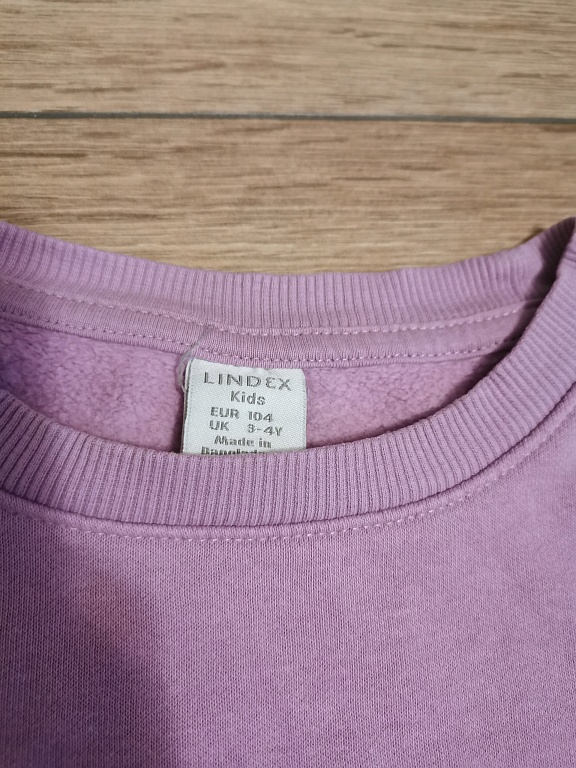 LINDEX
Kids
EUR 104
UK 3-4Y
Made in